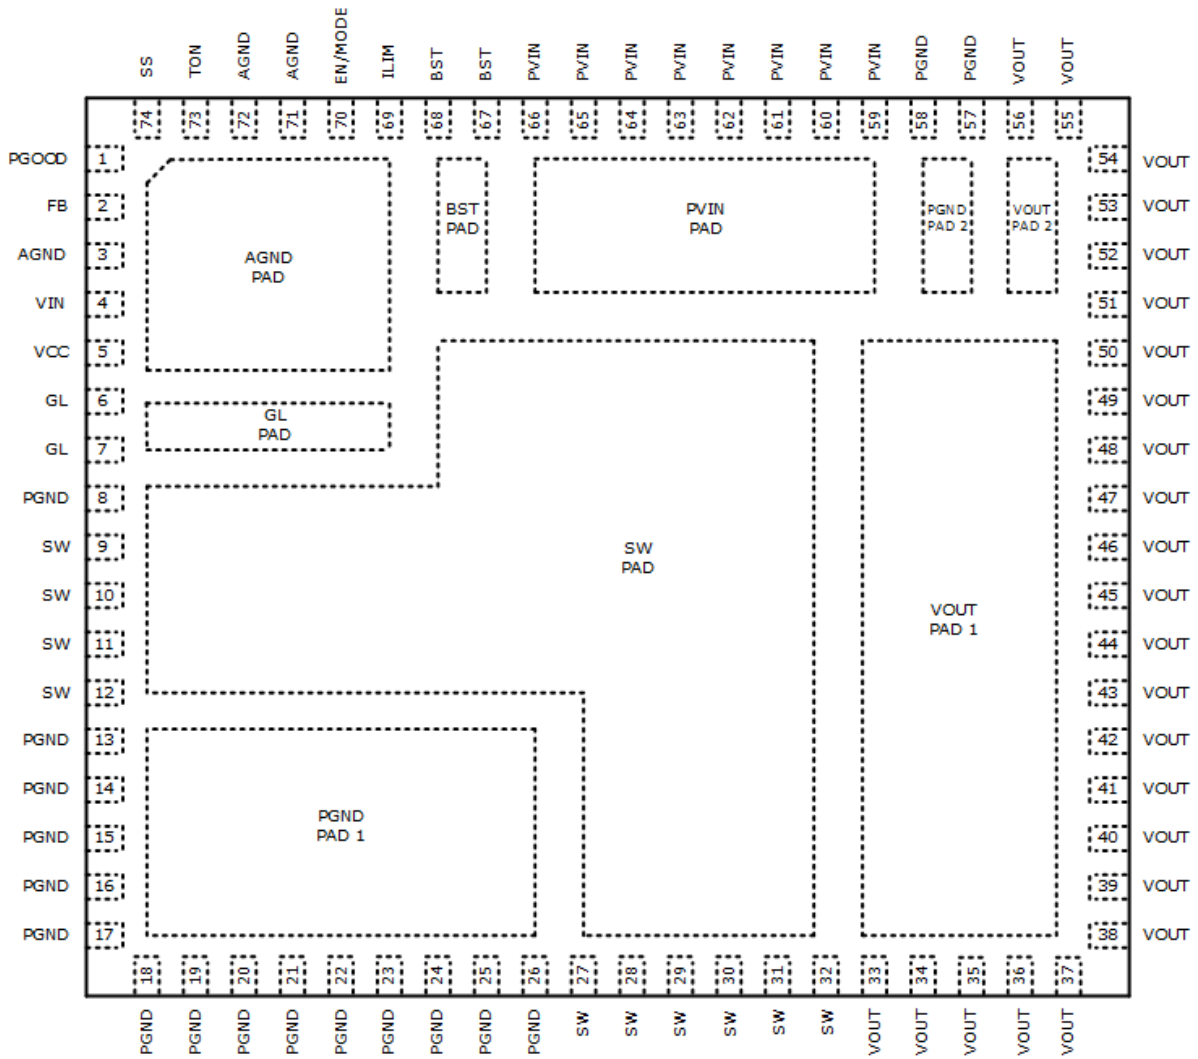 SS
TON
AGND
AGND
EN/MODE
ILIM
BST
BST
PVIN
PVIN
PVIN
PVIN
PVIN
PVIN
PVIN
PVIN
PGND
PGND
VOUT
VOUT
74
73
72
71
70
69
68
67
66
65
64
63
62
61
60
59
58
57
56
55
PGOOD 1
FB 2
AGND 3
VIN 4
VCC 5
GL 6
GL 7
PGND 8
SW 9
SW 10
SW 11
SW 12
PGND 13
PGND 14
PGND 15
PGND 16
PGND 17
AGND
PAD
BST
PAD
PVIN
PAD
PGND
PAD 2
VOUT
PAD 2
GL
PAD
SW
PAD
VOUT
PAD 1
PGND
PAD 1
54 VOUT
53 VOUT
52 VOUT
51 VOUT
50 VOUT
49 VOUT
48 VOUT
47 VOUT
46 VOUT
45 VOUT
44 VOUT
43 VOUT
42 VOUT
41 VOUT
40 VOUT
39 VOUT
38 VOUT
18
19
20
21
22
23
24
25
26
27
28
29
30
31
32
33
34
35
36
37
PGND
PGND
PGND
PGND
PGND
PGND
PGND
PGND
PGND
SW
SW
SW
SW
SW
SW
VOUT
VOUT
VOUT
VOUT
VOUT